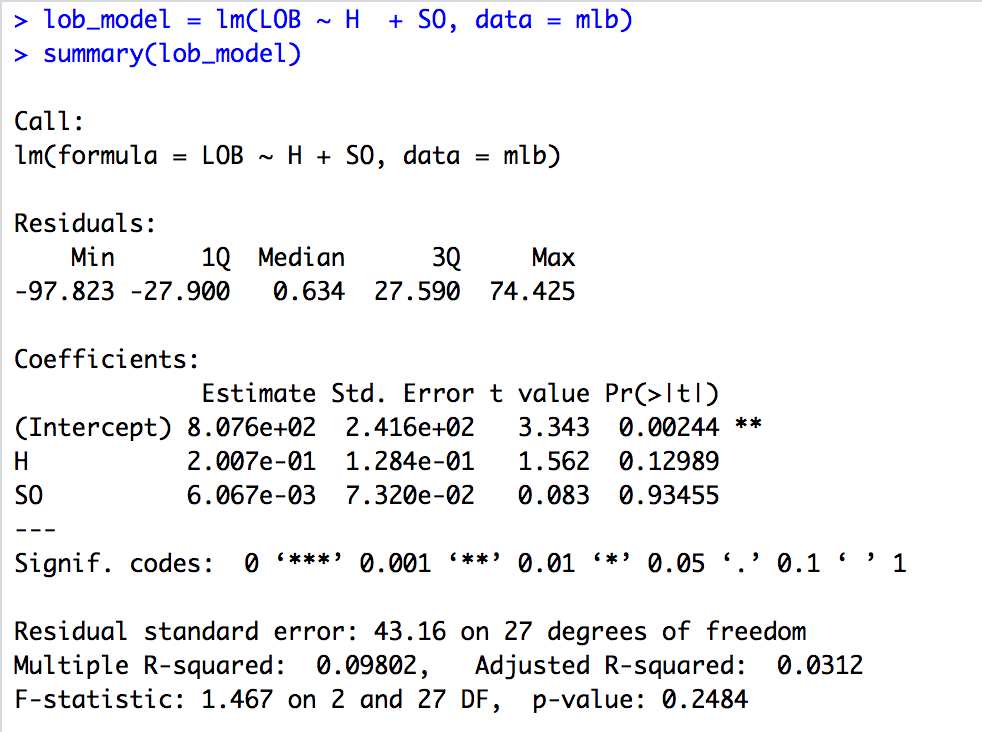 > lob_model = lm(LOB ~ H  + SO, data = mlb)
> summary(lob_model)

Call:
lm(formula = LOB ~ H + SO, data = mlb)

Residuals:
    Min      1Q  Median      3Q     Max
-97.823 -27.900   0.634  27.590  74.425

Coefficients:
             Estimate Std. Error t value Pr(>|t|)
(Intercept) 8.076e+02  2.416e+02   3.343  0.00244 **
H           2.007e-01  1.284e-01   1.562  0.12989
SO          6.067e-03  7.320e-02   0.083  0.93455
---
Signif. codes:  0 ‘***’ 0.001 ‘**’ 0.01 ‘*’ 0.05 ‘.’ 0.1 ‘ ’ 1

Residual standard error: 43.16 on 27 degrees of freedom
Multiple R-squared:  0.09802,	Adjusted R-squared:  0.0312
F-statistic: 1.467 on 2 and 27 DF,  p-value: 0.2484